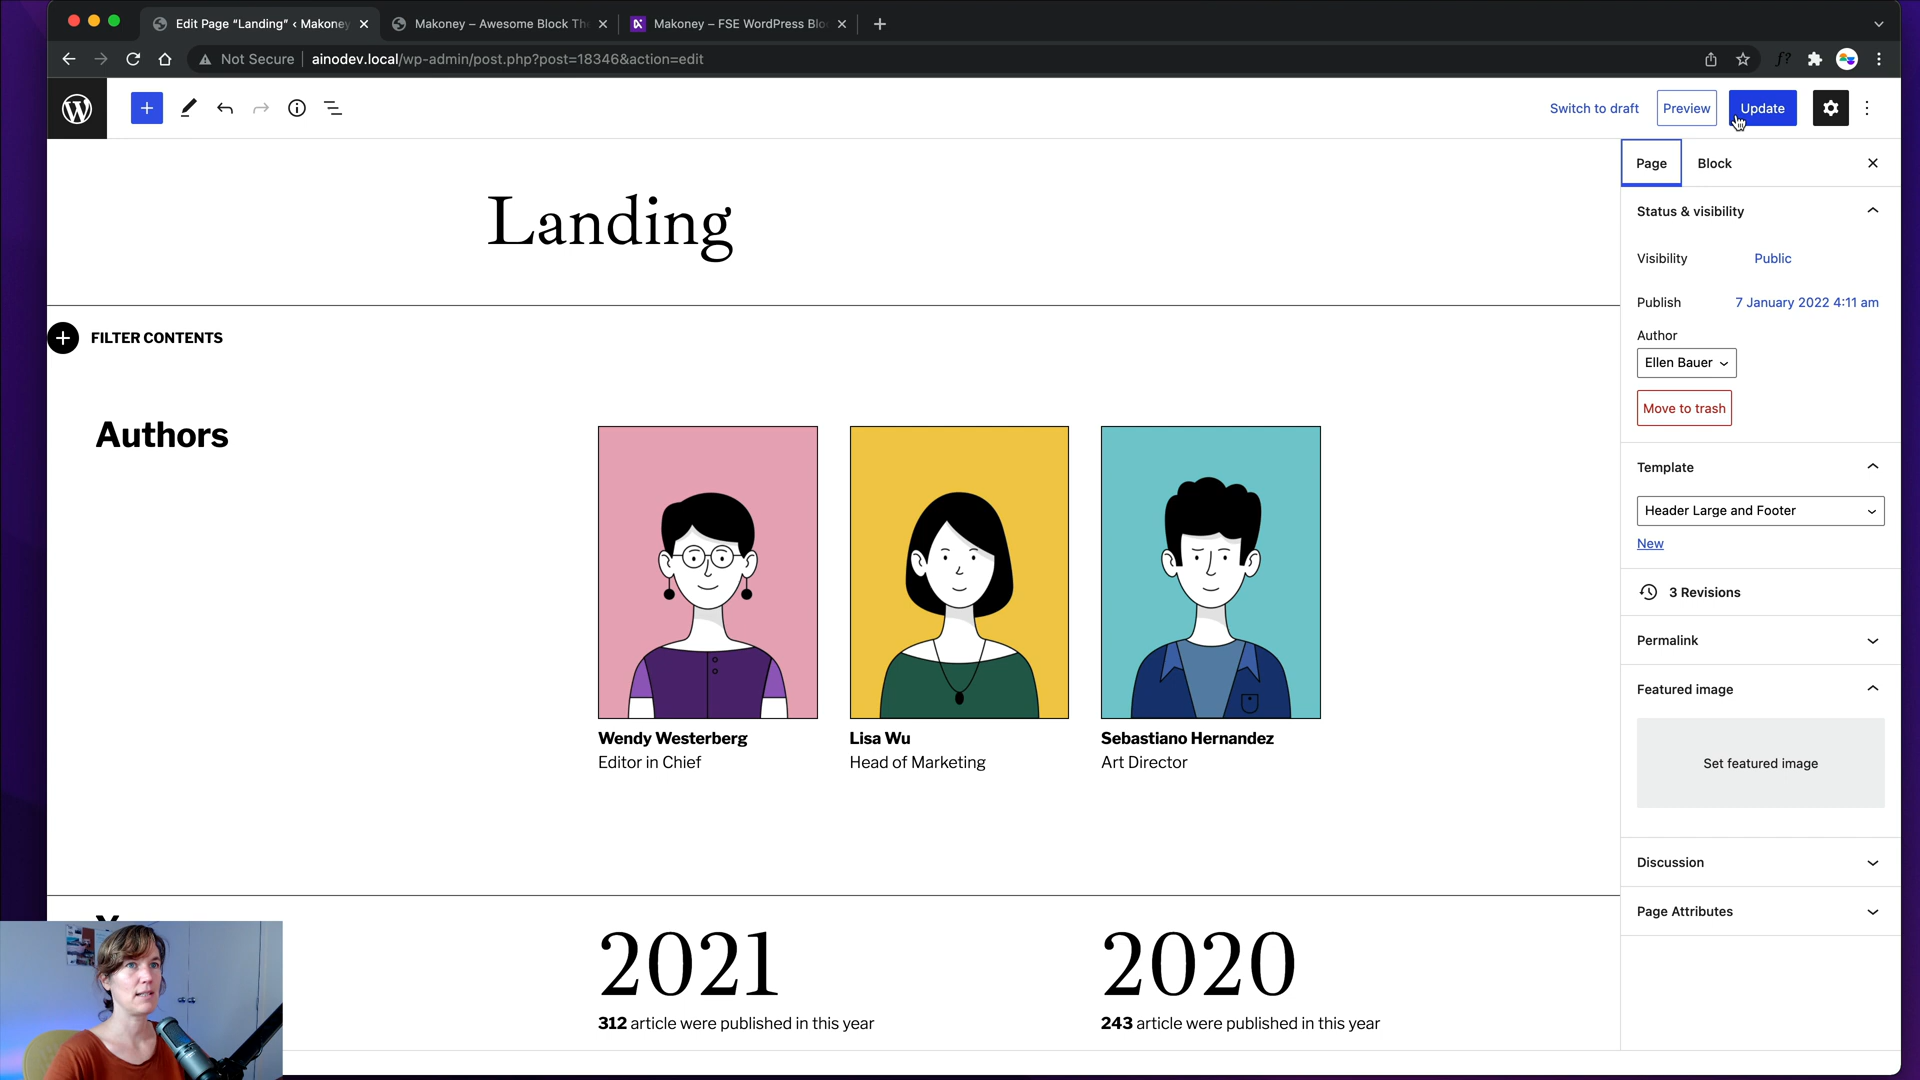 Edit Page “Landing” ‹ Makoney
Makoney – Awesome Block Th
Makoney – FSE WordPress Blo
Not Secure
ainodev.local/wp-admin/post.php?post=18346&action=edit
f?
Switch to draft
Preview
Update
Page
Block
Landing
Status & visibility
Visibility
Public
Publish
7 January 2022 4:11 am
Author
Ellen Bauer
Move to trash
FILTER CONTENTS
Authors
Template
Header Large and Footer
New
3 Revisions
Permalink
Featured image
Set featured image
Wendy Westerberg
Editor in Chief
Lisa Wu
Head of Marketing
Sebastiano Hernandez
Art Director
Discussion
Page Attributes
2021
312 article were published in this year
2020
243 article were published in this year